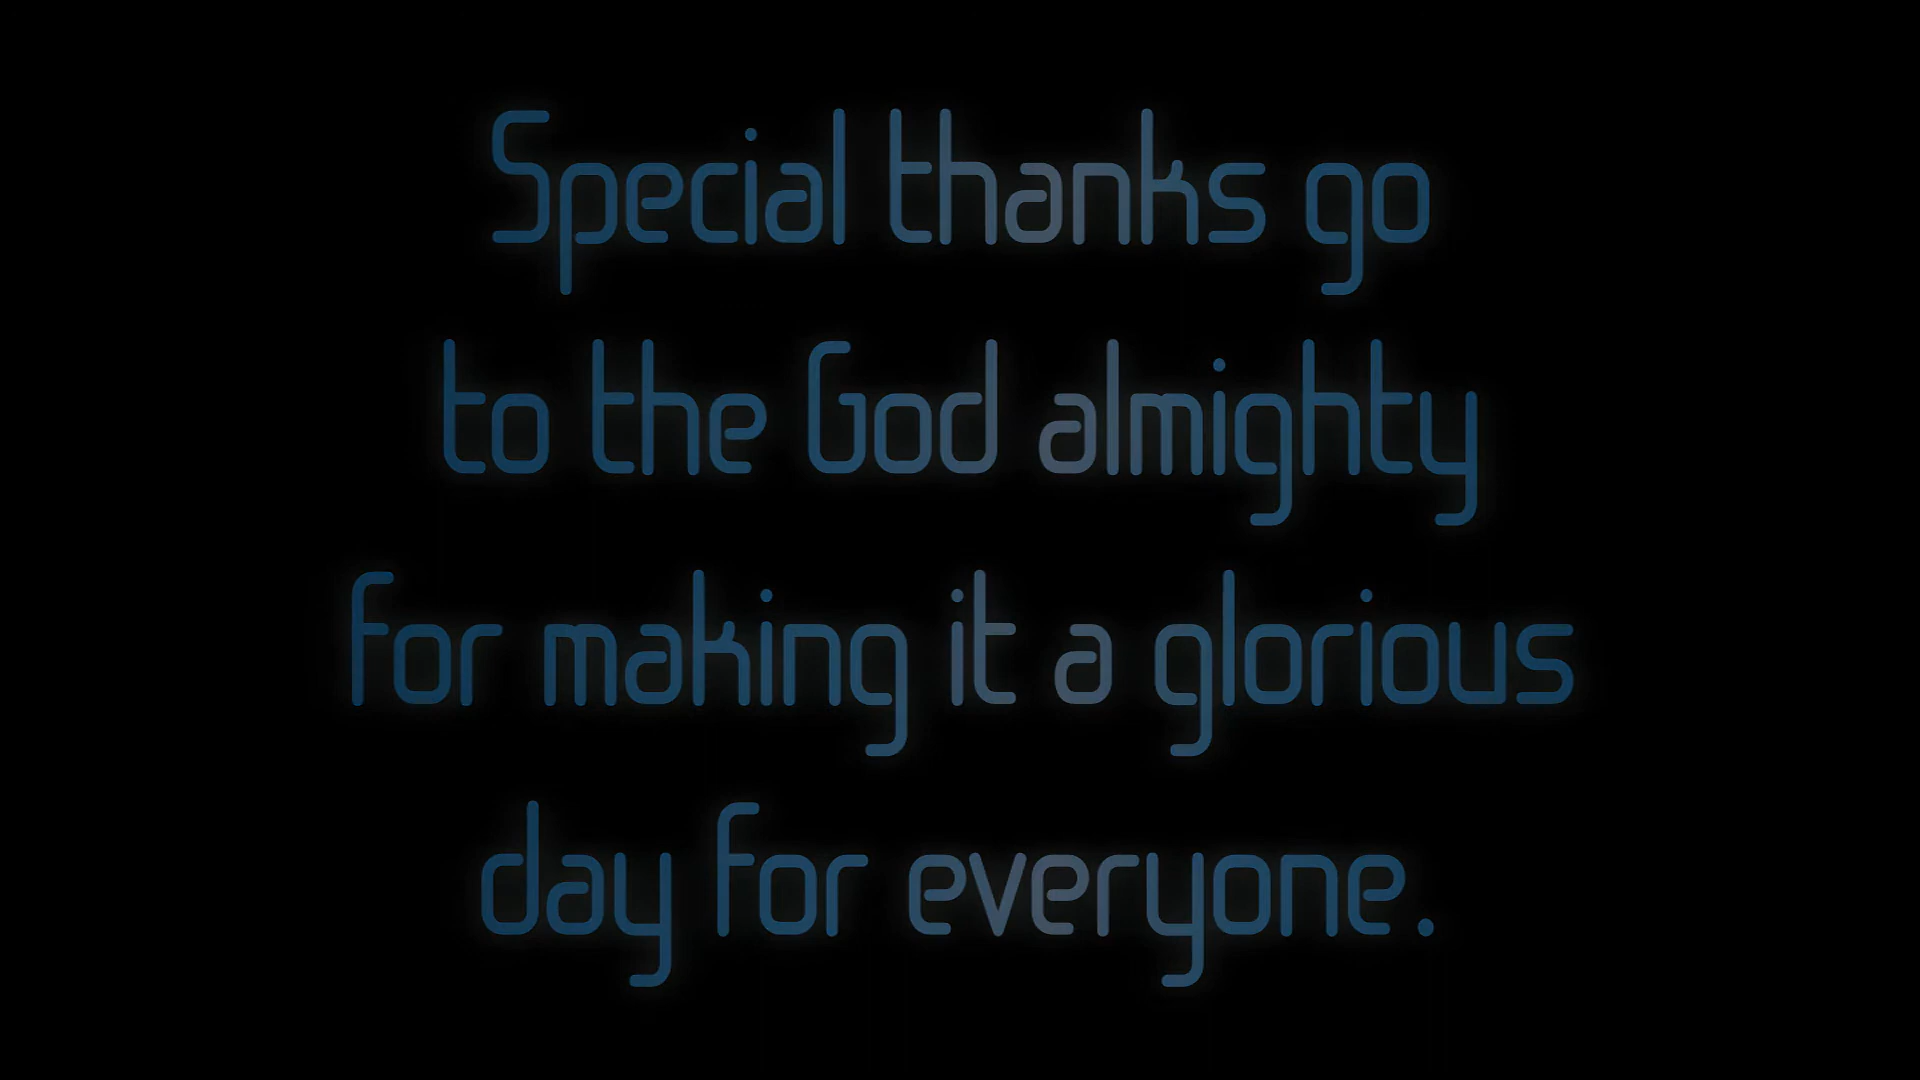 Special thanks go
to the God almighty
for making it a glorious
day for everyone.